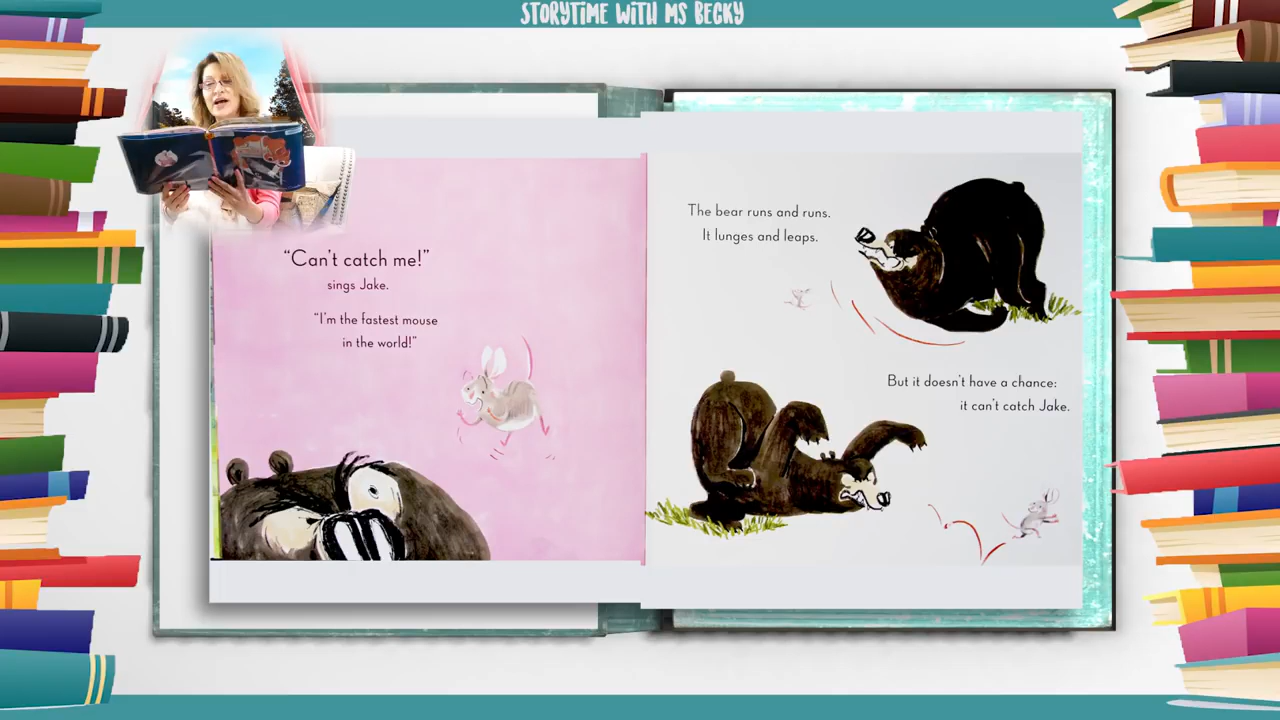 STORYTIME WITH MS BECKY
“Can't catch me!”
sings Jake.
“I'm the fastest mouse
in the world!”
The bear runs and runs.
It lunges and leaps.
But it doesn't have a chance:
it can't catch Jake.